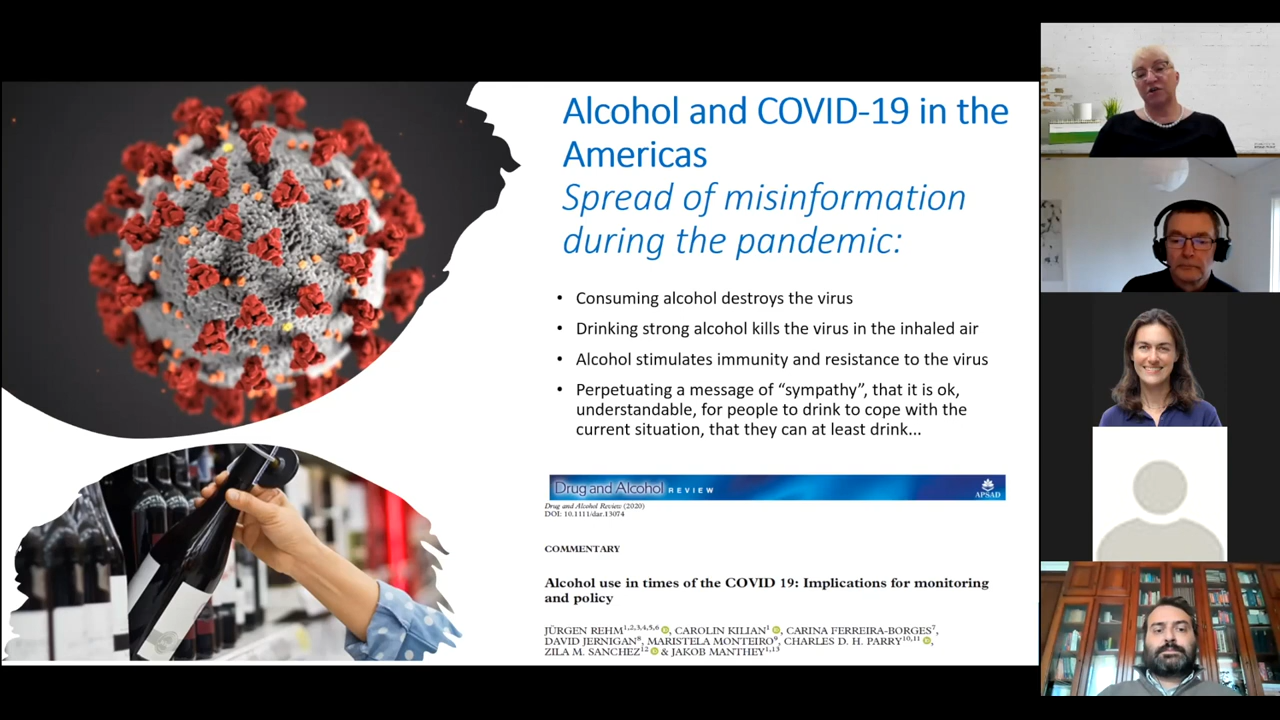 Alcohol and COVID-19 in the
Americas
Spread of misinformation
during the pandemic:
• Consuming alcohol destroys the virus
• Drinking strong alcohol kills the virus in the inhaled air
• Alcohol stimulates immunity and resistance to the virus
• Perpetuating a message of “sympathy”, that it is ok,
understandable, for people to drink to cope with the
current situation, that they can at least drink...
Drug and Alcohol REVIEW
APSAD
Drug and Alcohol Review (2020)
DOI: 10.1111/dar.13074
COMMENTARY
Alcohol use in times of the COVID 19: Implications for monitoring
and policy
JÜRGEN REHM1,2,3,4,5,6, CAROLIN KILIAN1, CARINA FERREIRA-BORGES7,
DAVID JERNIGAN8, MARISTELA MONTEIRO9, CHARLES D. H. PARRY10,11,
ZILA M. SANCHEZ12 & JAKOB MANTHEY1,13